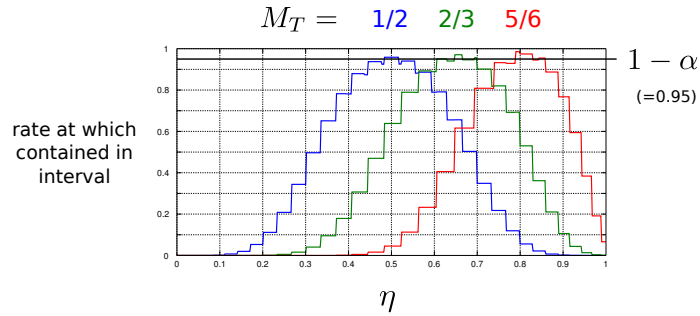 M_T = 1/2 2/3 5/6
1
0.8
0.6
0.4
0.2
0
0 0.1 0.2 0.3 0.4 0.5 0.6 0.7 0.8 0.9 1
1 − α
(=0.95)
rate at which
contained in
interval
η